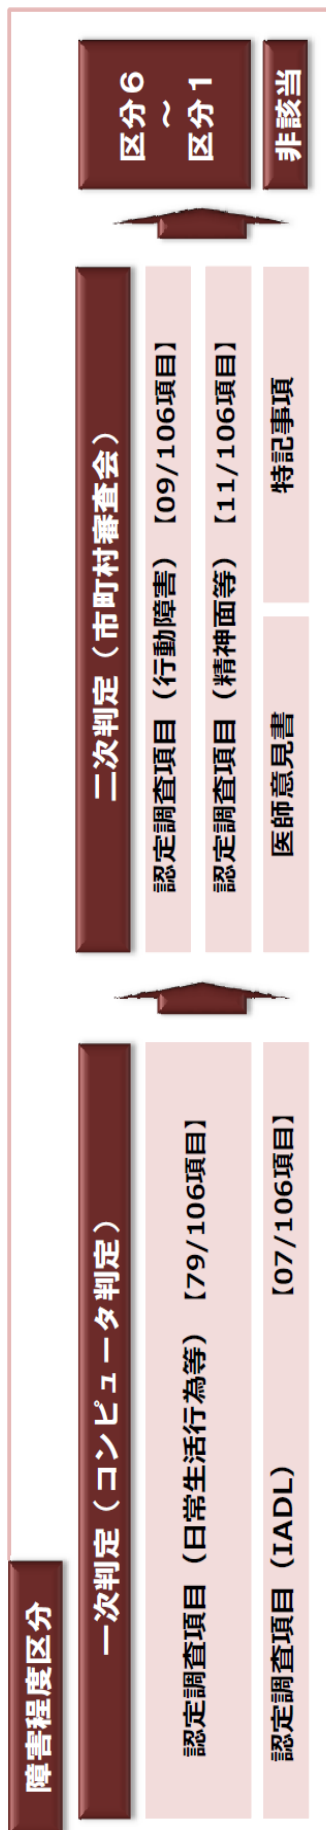 障害程度区分
一次判定（コンピュータ判定）
認定調査項目（日常生活行為等）【79/106項目】
認定調査項目（IADL）【07/106項目】
二次判定（市町村審査会）
認定調査項目（行動障害）【09/106項目】
認定調査項目（精神面等）【11/106項目】
医師意見書
特記事項
区分６
～
区分１
非該当